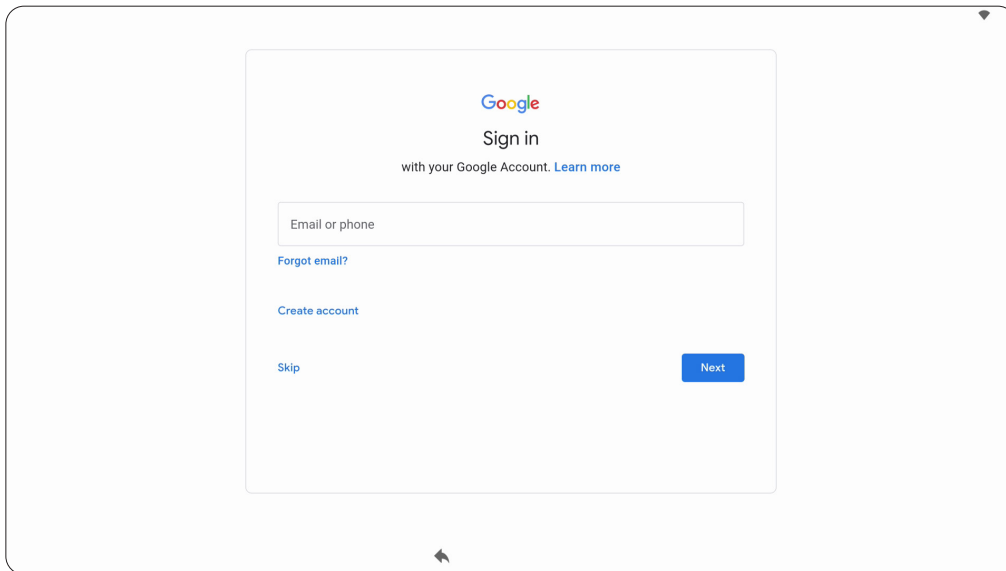 Google
Sign in
with your Google Account. Learn more
Email or phone
Forgot email?
Create account
Skip
Next